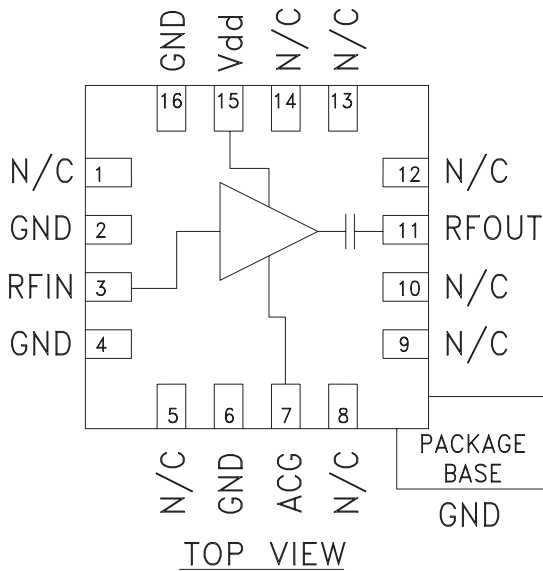 GND Vdd N/C N/C
16 15 14 13
N/C 1 12 N/C
GND 2 11 RFOUT
RFIN 3 10 N/C
GND 4 9 N/C
5 6 7 8
N/C GND ACG N/C
PACKAGE
BASE
GND
TOP VIEW